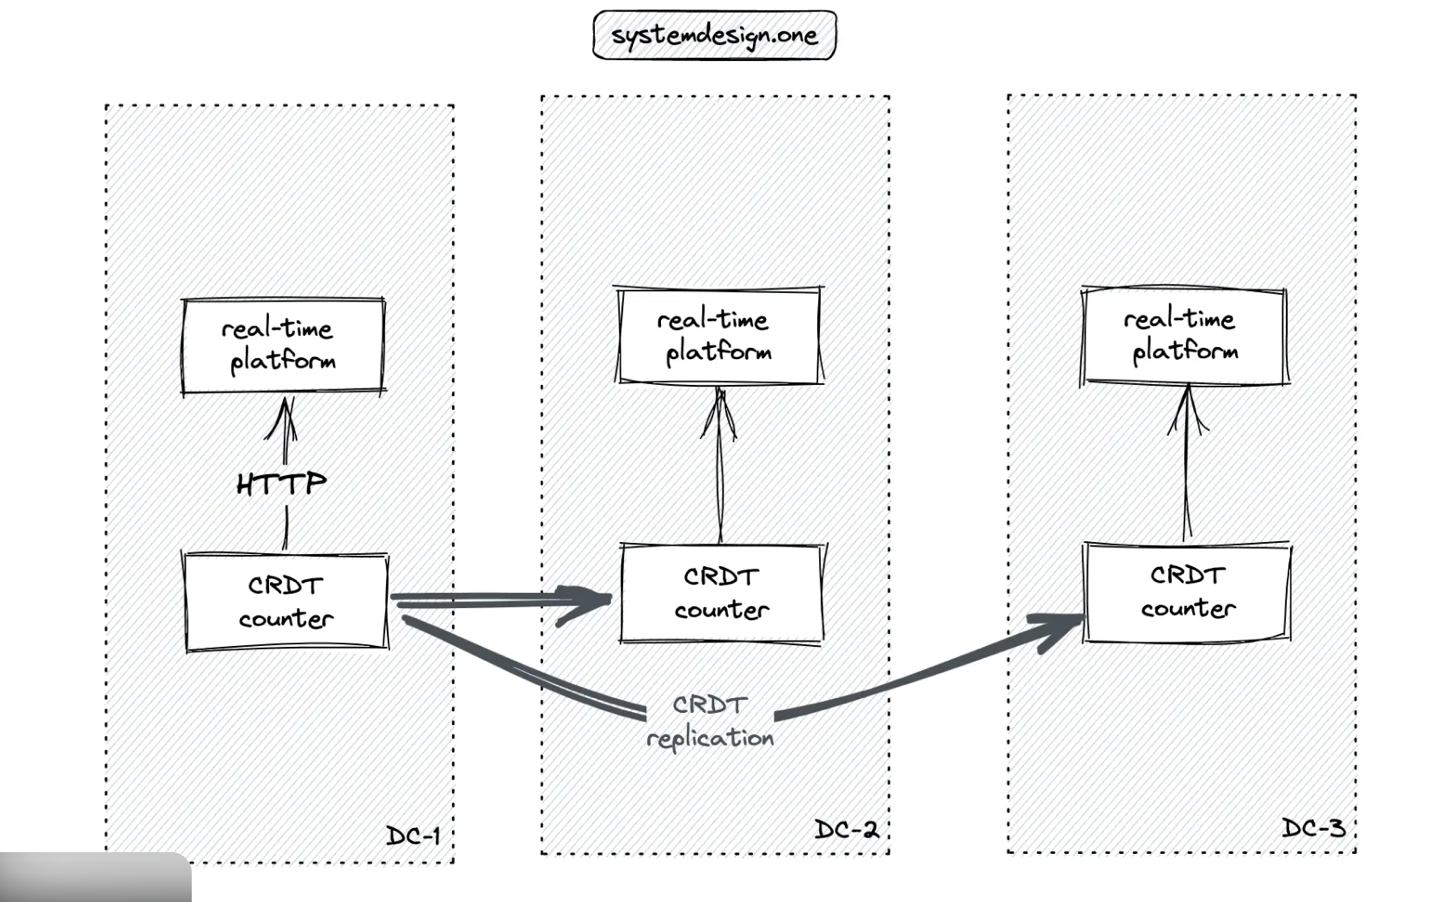 systemdesign.one
real-time
platform
HTTP
CRDT
counter
DC-1
real-time
platform
CRDT
counter
CRDT
replication
DC-2
real-time
platform
CRDT
counter
DC-3